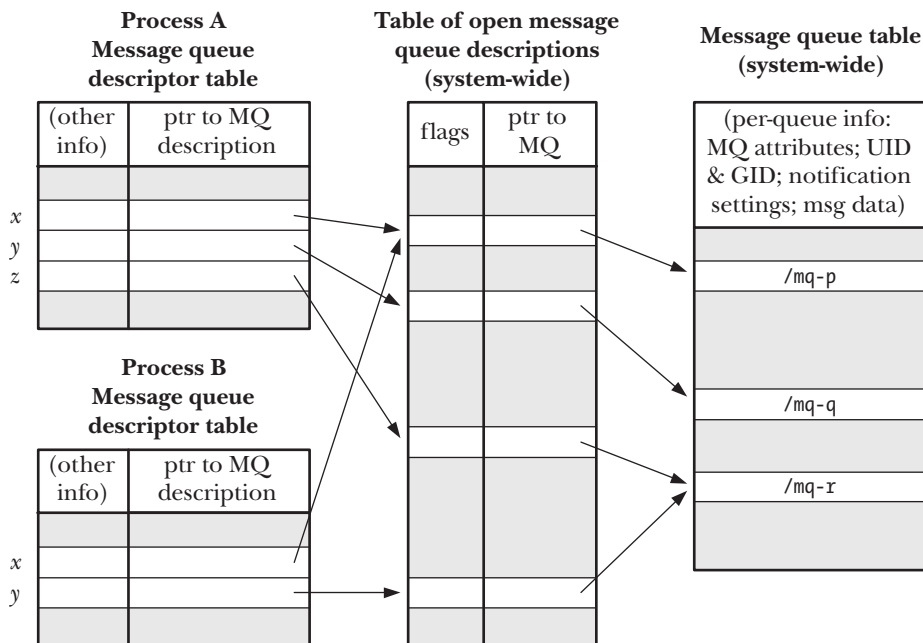 Process A
Message queue
descriptor table
(other
info)
ptr to MQ
description
x
y
z
Process B
Message queue
descriptor table
(other
info)
ptr to MQ
description
x
y
Table of open message
queue descriptions
(system-wide)
flags
ptr to
MQ
Message queue table
(system-wide)
(per-queue info:
MQ attributes; UID
& GID; notification
settings; msg data)
/mq-p
/mq-q
/mq-r